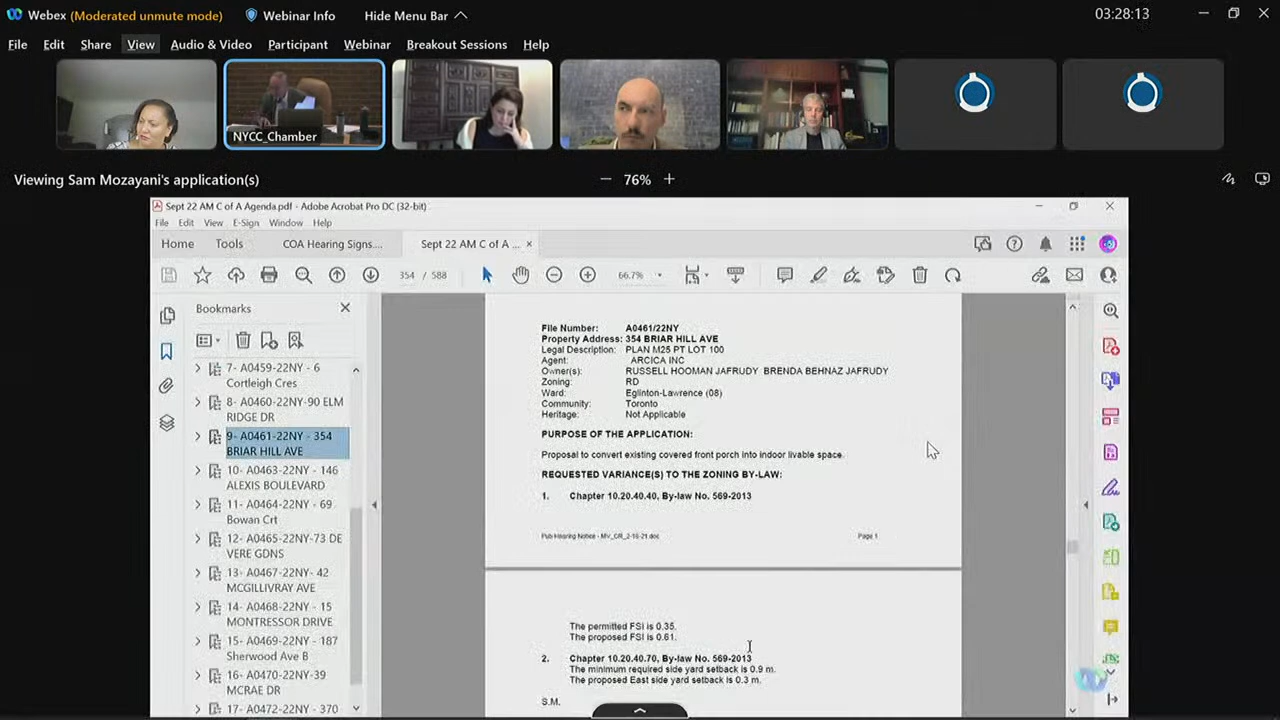 Webex (Moderated unmute mode) Webinar Info Hide Menu Bar 03:28:13
File Edit Share View Audio & Video Participant Webinar Breakout Sessions Help
NYCC_Chamber
Viewing Sam Mozayani's application(s) 76%
Sept 22 AM C of A Agenda.pdf - Adobe Acrobat Pro DC (32-bit)
File Edit View E-Sign Window Help
Home Tools COA Hearing Signs.... Sept 22 AM C of A ... ×
354 / 588 66.7%
Bookmarks
7- A0459-22NY - 6
Cortleigh Cres
8- A0460-22NY-90 ELM
RIDGE DR
9- A0461-22NY - 354
BRIAR HILL AVE
10- A0463-22NY - 146
ALEXIS BOULEVARD
11- A0464-22NY - 69
Bowan Crt
12- A0465-22NY-73 DE
VERE GDNS
13- A0467-22NY- 42
MCGILLIVRAY AVE
14- A0468-22NY - 15
MONTRESSOR DRIVE
15- A0469-22NY - 187
Sherwood Ave B
16- A0470-22NY-39
MCRAE DR
17- A0472-22NY - 370
File Number: A0461/22NY
Property Address: 354 BRIAR HILL AVE
Legal Description: PLAN M25 PT LOT 100
Agent: ARCICA INC
Owner(s): RUSSELL HOOMAN JAFRUDY BRENDA BEHNAZ JAFRUDY
Zoning: RD
Ward: Eglinton-Lawrence (08)
Community: Toronto
Heritage: Not Applicable
PURPOSE OF THE APPLICATION:
Proposal to convert existing covered front porch into indoor livable space.
REQUESTED VARIANCE(S) TO THE ZONING BY-LAW:
1. Chapter 10.20.40.40, By-law No. 569-2013
Pub Hearing Notice - MV_CR_2-16-21.doc Page 1
The permitted FSI is 0.35.
The proposed FSI is 0.61.
2. Chapter 10.20.40.70, By-law No. 569-2013
The minimum required side yard setback is 0.9 m.
The proposed East side yard setback is 0.3 m.
S.M.